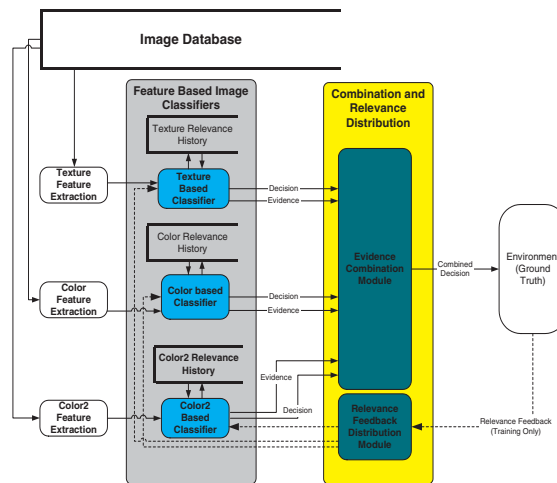 Image Database
Feature Based Image
Classifiers
Combination and
Relevance
Distribution
Texture Relevance
History
Texture
Feature
Extraction
Texture
Based
Classifier
Decision
Evidence
Color Relevance
History
Evidence
Combination
Module
Combined
Decision
Environmen
(Ground
Truth)
Color
Feature
Extraction
Color based
Classifier
Decision
Evidence
Color2 Relevance
History
Evidence
Decision
Color2
Feature
Extraction
Color2
Based
Classifier
Relevance
Feedback
Distribution
Module
Relevance Feedback
(Training Only)